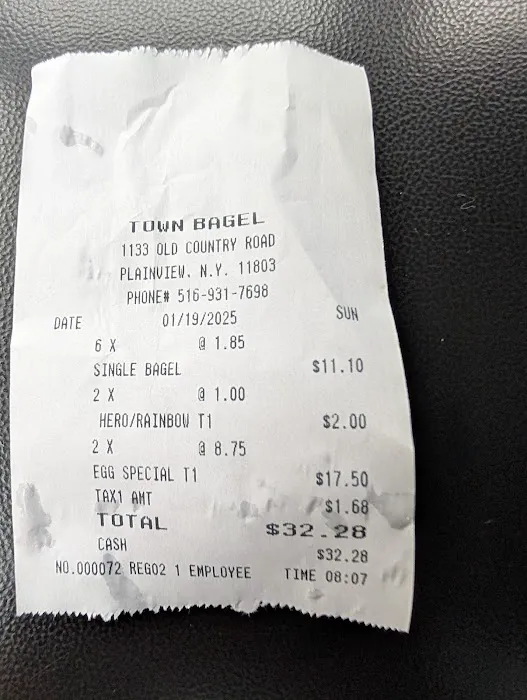 TOWN BAGEL
1133 OLD COUNTRY ROAD
PLAINVIEW, N.Y. 11803
PHONE# 516-931-7698
DATE 01/19/2025 SUN
6 X @ 1.85
SINGLE BAGEL $11.10
2 X @ 1.00
HERO/RAINBOW T1 $2.00
2 X @ 8.75
EGG SPECIAL T1 $17.50
TAX1 AMT $1.68
TOTAL $32.28
CASH $32.28
NO.000072 REG02 1 EMPLOYEE TIME 08:07